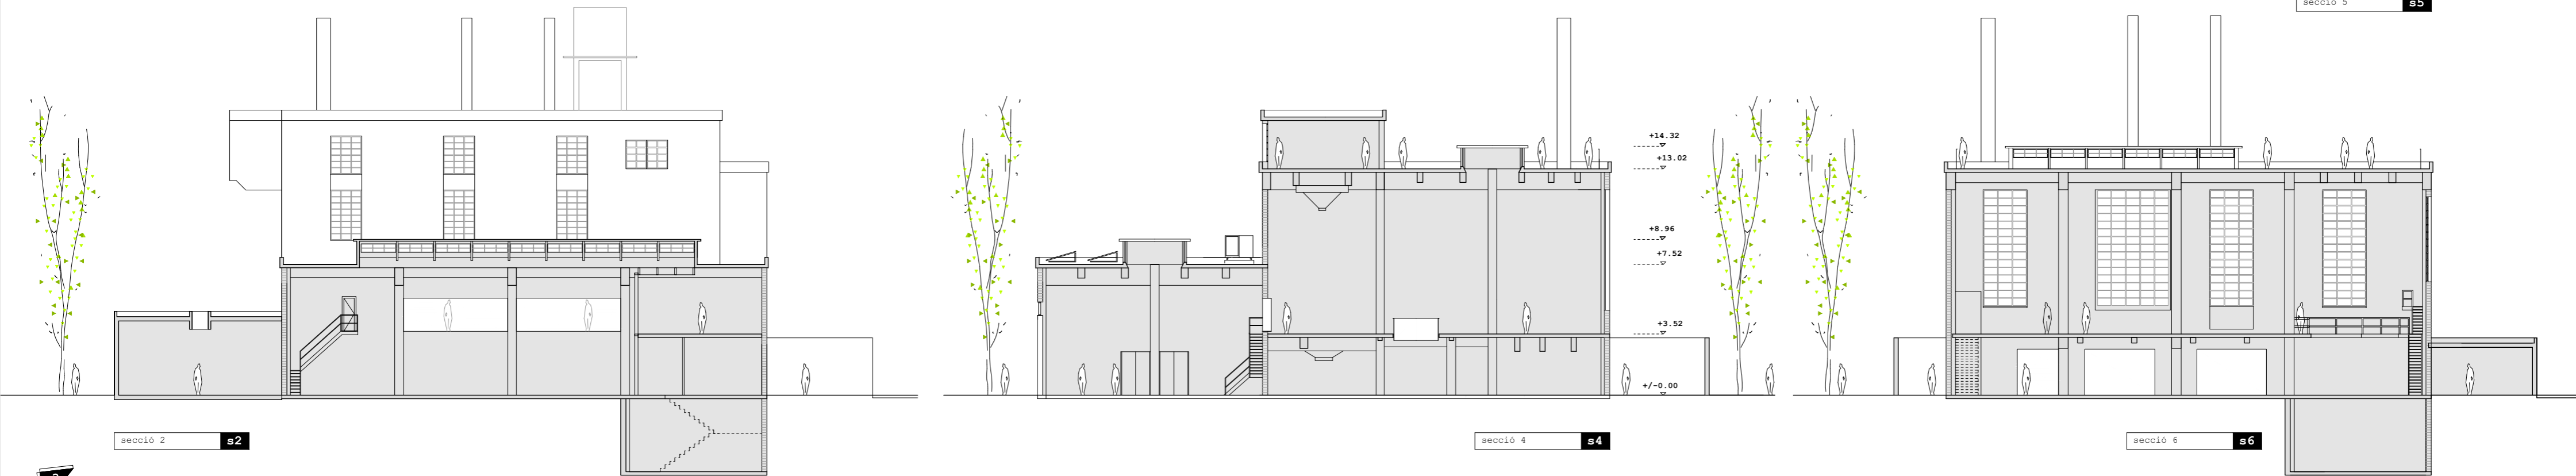 secció 5 s5
+14.32
+13.02
+8.96
+7.52
+3.52
+/-0.00
secció 2 s2
secció 4 s4
secció 6 s6